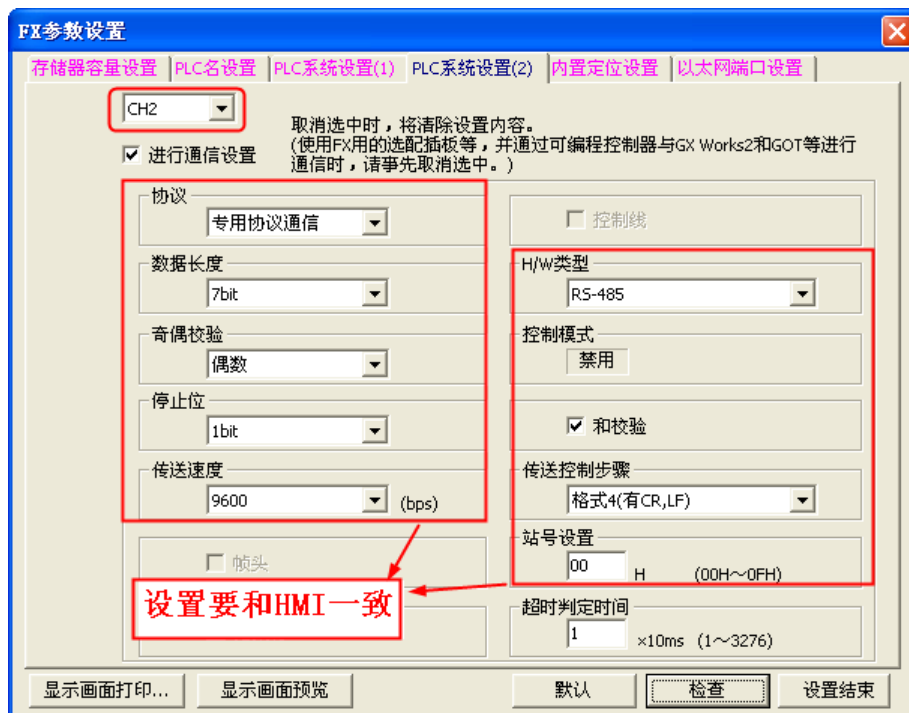 FX参数设置
存储器容量设置 PLC名设置 PLC系统设置(1) PLC系统设置(2) 内置定位设置 以太网端口设置
CH2
取消选中时，将清除设置内容。
(使用FX用的选配插板等，并通过可编程控制器与GX Works2和GOT等进行
通信时，请事先取消选中。)
进行通信设置
协议
专用协议通信
控制线
数据长度
7bit
H/W类型
RS-485
奇偶校验
偶数
控制模式
禁用
停止位
1bit
和校验
传送速度
9600 (bps)
传送控制步骤
格式4(有CR,LF)
帧头
站号设置
00 H (00H～0FH)
设置要和HMI一致
超时判定时间
1 ×10ms (1～3276)
显示画面打印... 显示画面预览 默认 检查 设置结束